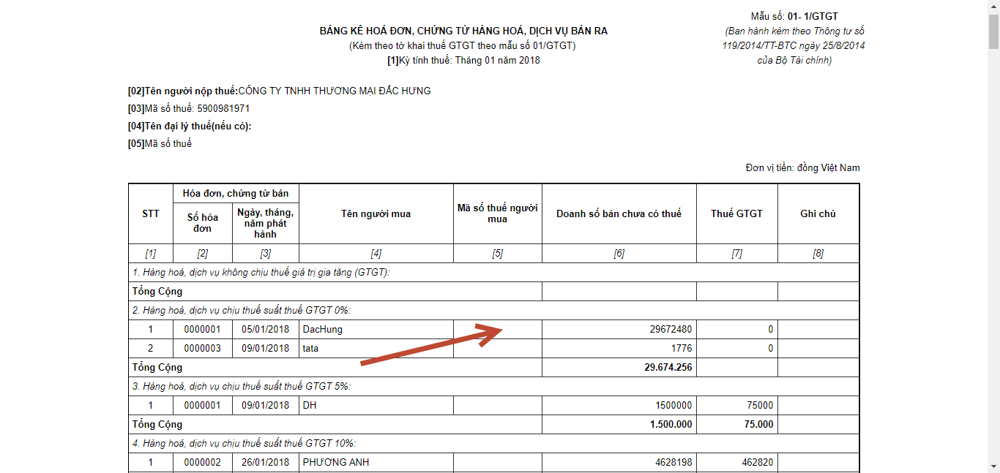 Mẫu số: 01- 1/GTGT
BẢNG KÊ HOÁ ĐƠN, CHỨNG TỪ HÀNG HOÁ, DỊCH VỤ BÁN RA
(Ban hành kèm theo Thông tư số
(Kèm theo tờ khai thuế GTGT theo mẫu số 01/GTGT)
119/2014/TT-BTC ngày 25/8/2014
[1]Kỳ tính thuế: Tháng 01 năm 2018
của Bộ Tài chính)
[02]Tên người nộp thuế:CÔNG TY TNHH THƯƠNG MẠI ĐẮC HƯNG
[03]Mã số thuế: 5900981971
[04]Tên đại lý thuế(nếu có):
[05]Mã số thuế
Đơn vị tiền: đồng Việt Nam
STT
Hóa đơn, chứng từ bán
Số hóa
đơn
Ngày, tháng,
năm phát
hành
Tên người mua
Mã số thuế người
mua
Doanh số bán chưa có thuế
Thuế GTGT
Ghi chú
[1] [2] [3] [4] [5] [6] [7] [8]
1. Hàng hoá, dịch vụ không chịu thuế giá trị gia tăng (GTGT):
Tổng Cộng
2. Hàng hoá, dịch vụ chịu thuế suất thuế GTGT 0%:
1 0000001 05/01/2018 DacHung 29672480 0
2 0000003 09/01/2018 tata 1776 0
Tổng Cộng 29.674.256
3. Hàng hoá, dịch vụ chịu thuế suất thuế GTGT 5%:
1 0000001 09/01/2018 DH 1500000 75000
Tổng Cộng 1.500.000 75.000
4. Hàng hoá, dịch vụ chịu thuế suất thuế GTGT 10%:
1 0000002 26/01/2018 PHƯƠNG ANH 4628198 462820